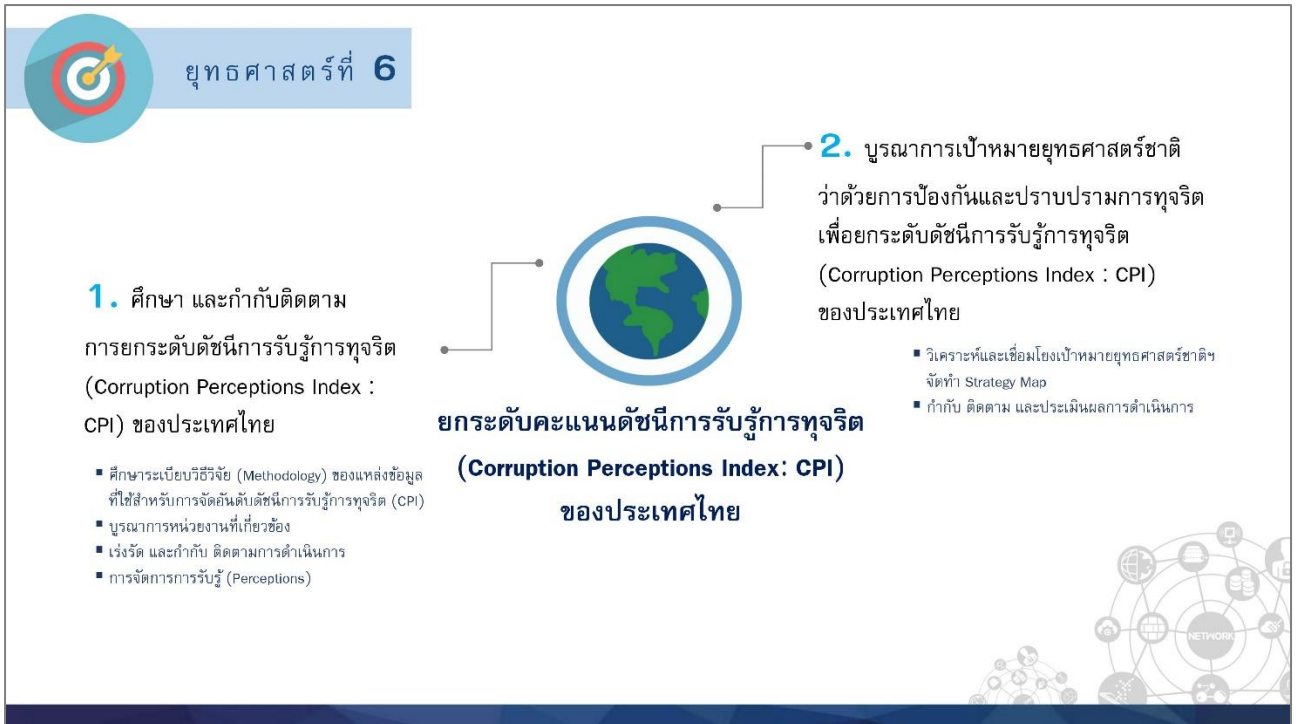 ยุทธศาสตร์ที่ 6
1. ศึกษา และกำกับติดตาม
การยกระดับดัชนีการรับรู้การทุจริต
(Corruption Perceptions Index :
CPI) ของประเทศไทย
▪ ศึกษาระเบียบวิธีวิจัย (Methodology) ของแหล่งข้อมูล
ที่ใช้สำหรับการจัดอันดับดัชนีการรับรู้การทุจริต (CPI)
▪ บูรณาการหน่วยงานที่เกี่ยวข้อง
▪ เร่งรัด และกำกับ ติดตามการดำเนินการ
▪ การจัดการการรับรู้ (Perceptions)
ยกระดับคะแนนดัชนีการรับรู้การทุจริต
(Corruption Perceptions Index: CPI)
ของประเทศไทย
2. บูรณาการเป้าหมายยุทธศาสตร์ชาติ
ว่าด้วยการป้องกันและปราบปรามการทุจริต
เพื่อยกระดับดัชนีการรับรู้การทุจริต
(Corruption Perceptions Index : CPI)
ของประเทศไทย
▪ วิเคราะห์และเชื่อมโยงเป้าหมายยุทธศาสตร์ชาติฯ
จัดทำ Strategy Map
▪ กำกับ ติดตาม และประเมินผลการดำเนินการ
NETWORK